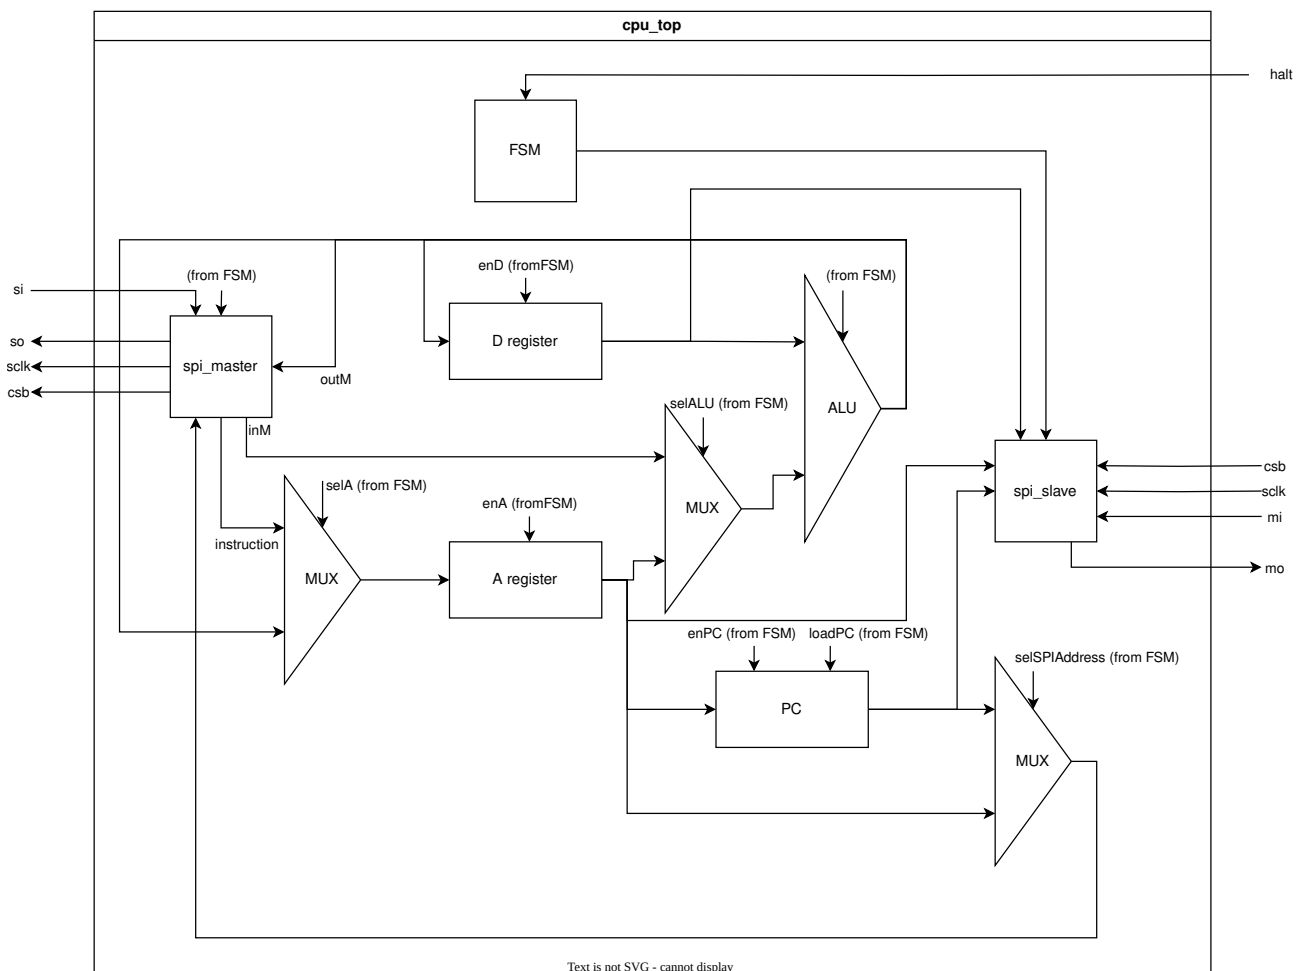 cpu_top
halt
FSM
(from FSM)
enD (fromFSM)
(from FSM)
si
so
sclk
csb
spi_master
outM
D register
ALU
selALU (from FSM)
inM
csb
sclk
mi
mo
spi_slave
selA (from FSM)
enA (fromFSM)
MUX
instruction
MUX
A register
enPC (from FSM)
loadPC (from FSM)
selSPIAddress (from FSM)
PC
MUX
Text is not SVG - cannot display